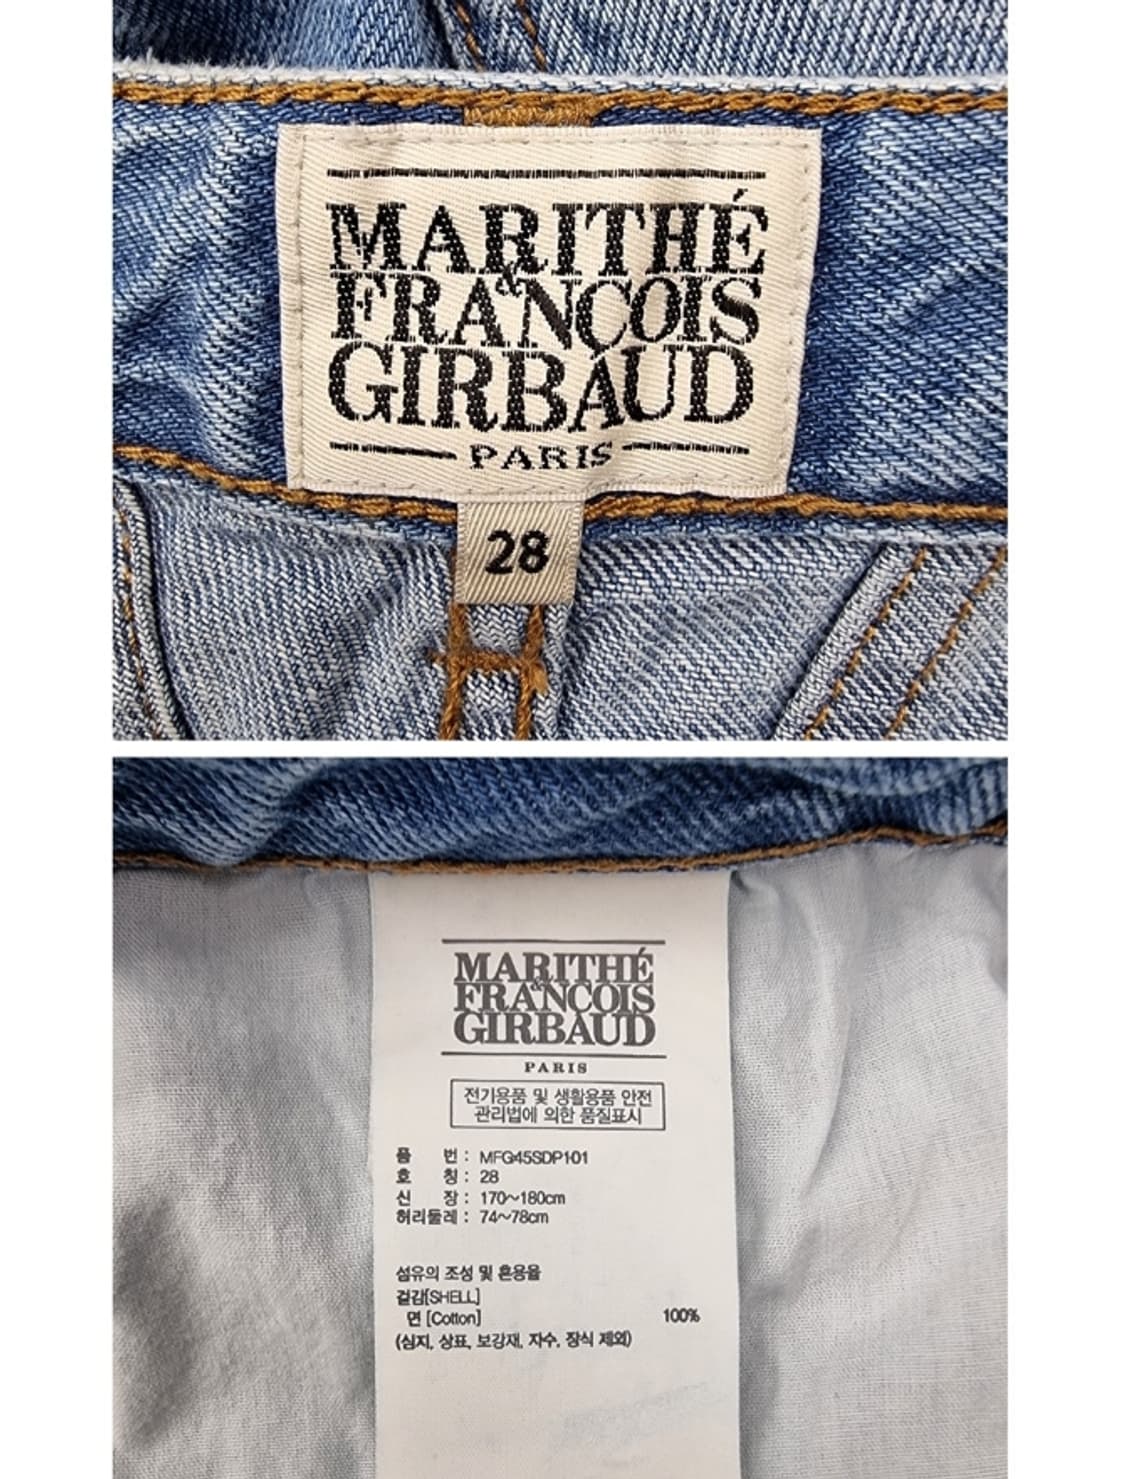 MARITHÉ
&
FRANÇOIS
GIRBAUD
PARIS
28
MARITHÉ
&
FRANÇOIS
GIRBAUD
PARIS
전기용품 및 생활용품 안전
관리법에 의한 품질표시
품 번 : MFG45SDP101
호 칭 : 28
신 장 : 170~180cm
허리둘레 : 74~78cm
섬유의 조성 및 혼용율
겉감[SHELL]
면 [Cotton] 100%
(심지, 상표, 보강재, 자수, 장식 제외)